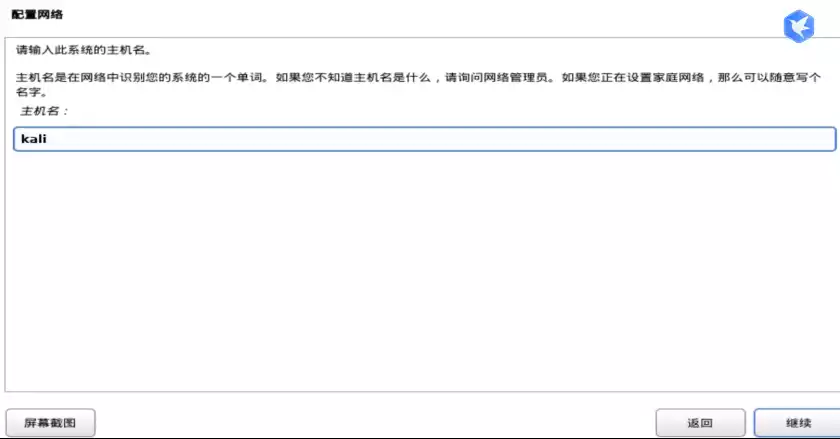 配置网络
请输入此系统的主机名。
主机名是在网络中识别您的系统的一个单词。如果您不知道主机名是什么，请询问网络管理员。如果您正在设置家庭网络，那么可以随意写个
名字。
主机名：
kali
屏幕截图
返回
继续